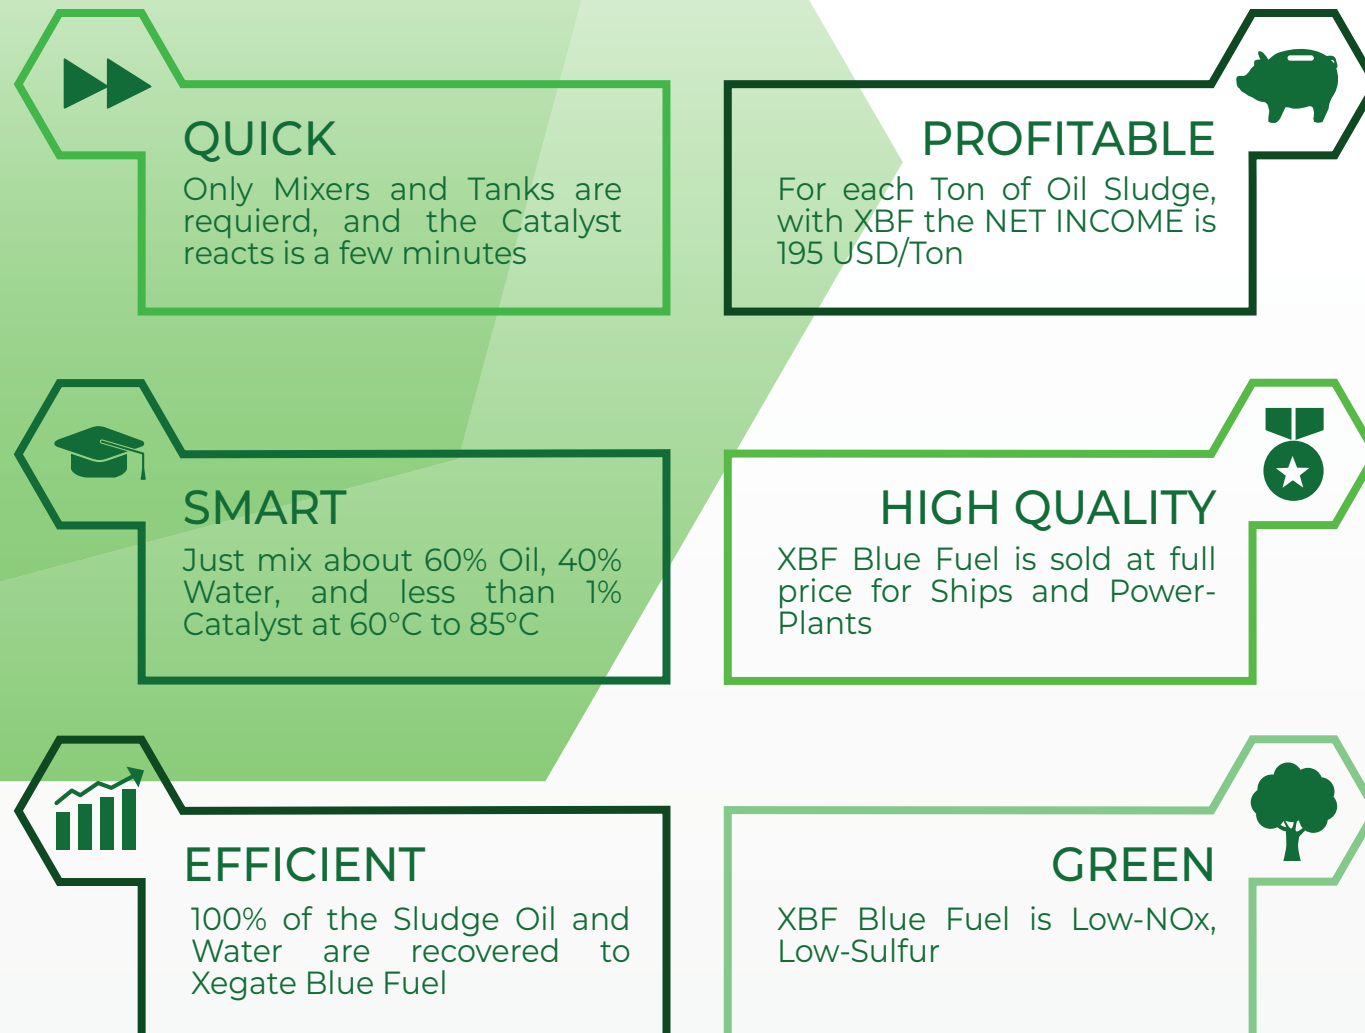 QUICK
Only Mixers and Tanks are
requierd, and the Catalyst
reacts is a few minutes
PROFITABLE
For each Ton of Oil Sludge,
with XBF the NET INCOME is
195 USD/Ton
SMART
Just mix about 60% Oil, 40%
Water, and less than 1%
Catalyst at 60°C to 85°C
HIGH QUALITY
XBF Blue Fuel is sold at full
price for Ships and Power-
Plants
EFFICIENT
100% of the Sludge Oil and
Water are recovered to
Xegate Blue Fuel
GREEN
XBF Blue Fuel is Low-NOx,
Low-Sulfur